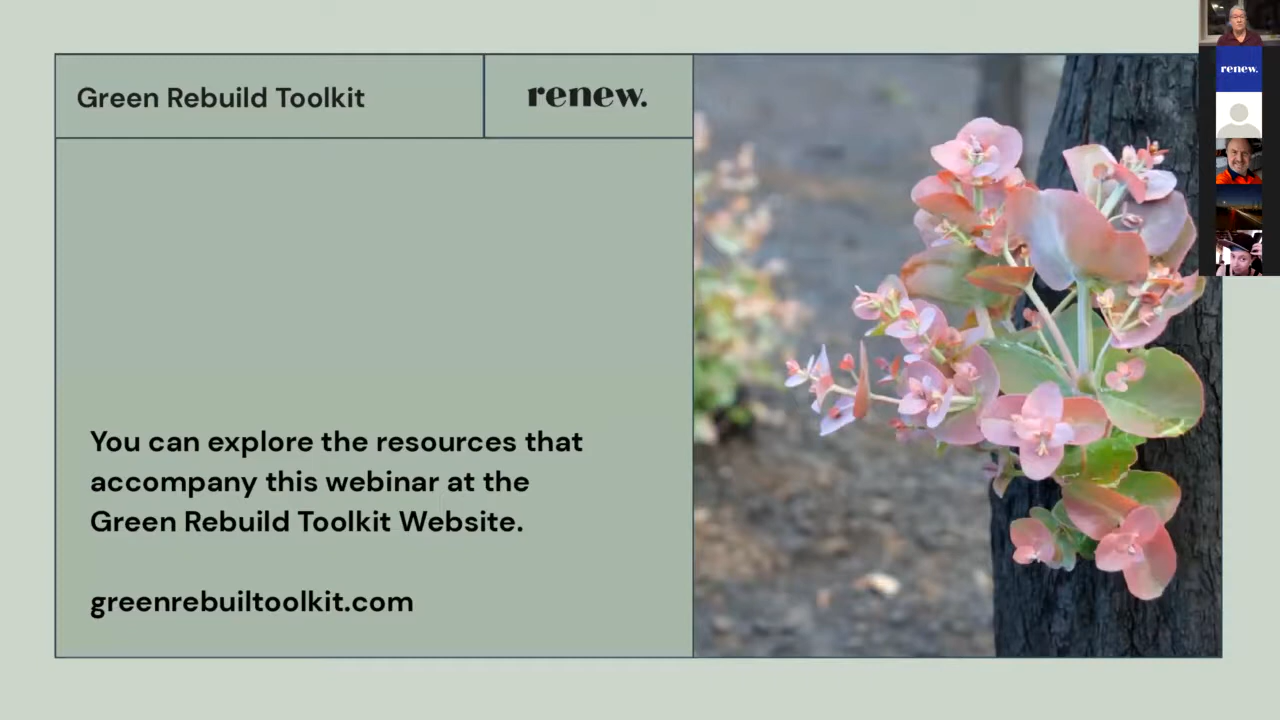 Green Rebuild Toolkit
renew.
renew.
You can explore the resources that
accompany this webinar at the
Green Rebuild Toolkit Website.
greenrebuiltoolkit.com